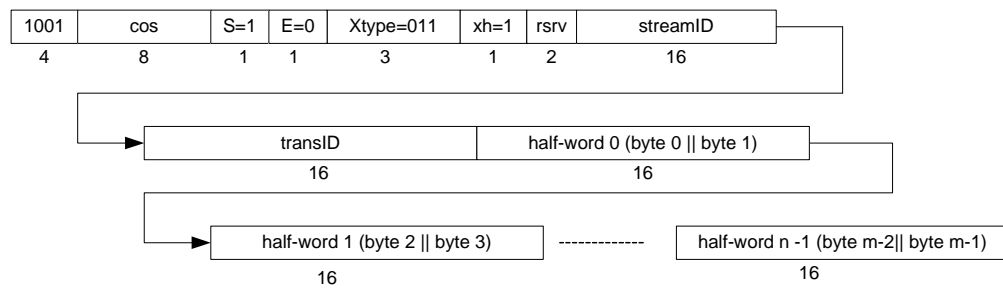 1001 cos S=1 E=0 Xtype=011 xh=1 rsrv streamID
4 8 1 1 3 1 2 16
transID half-word 0 (byte 0 || byte 1)
16 16
half-word 1 (byte 2 || byte 3) half-word n -1 (byte m-2|| byte m-1)
16 16